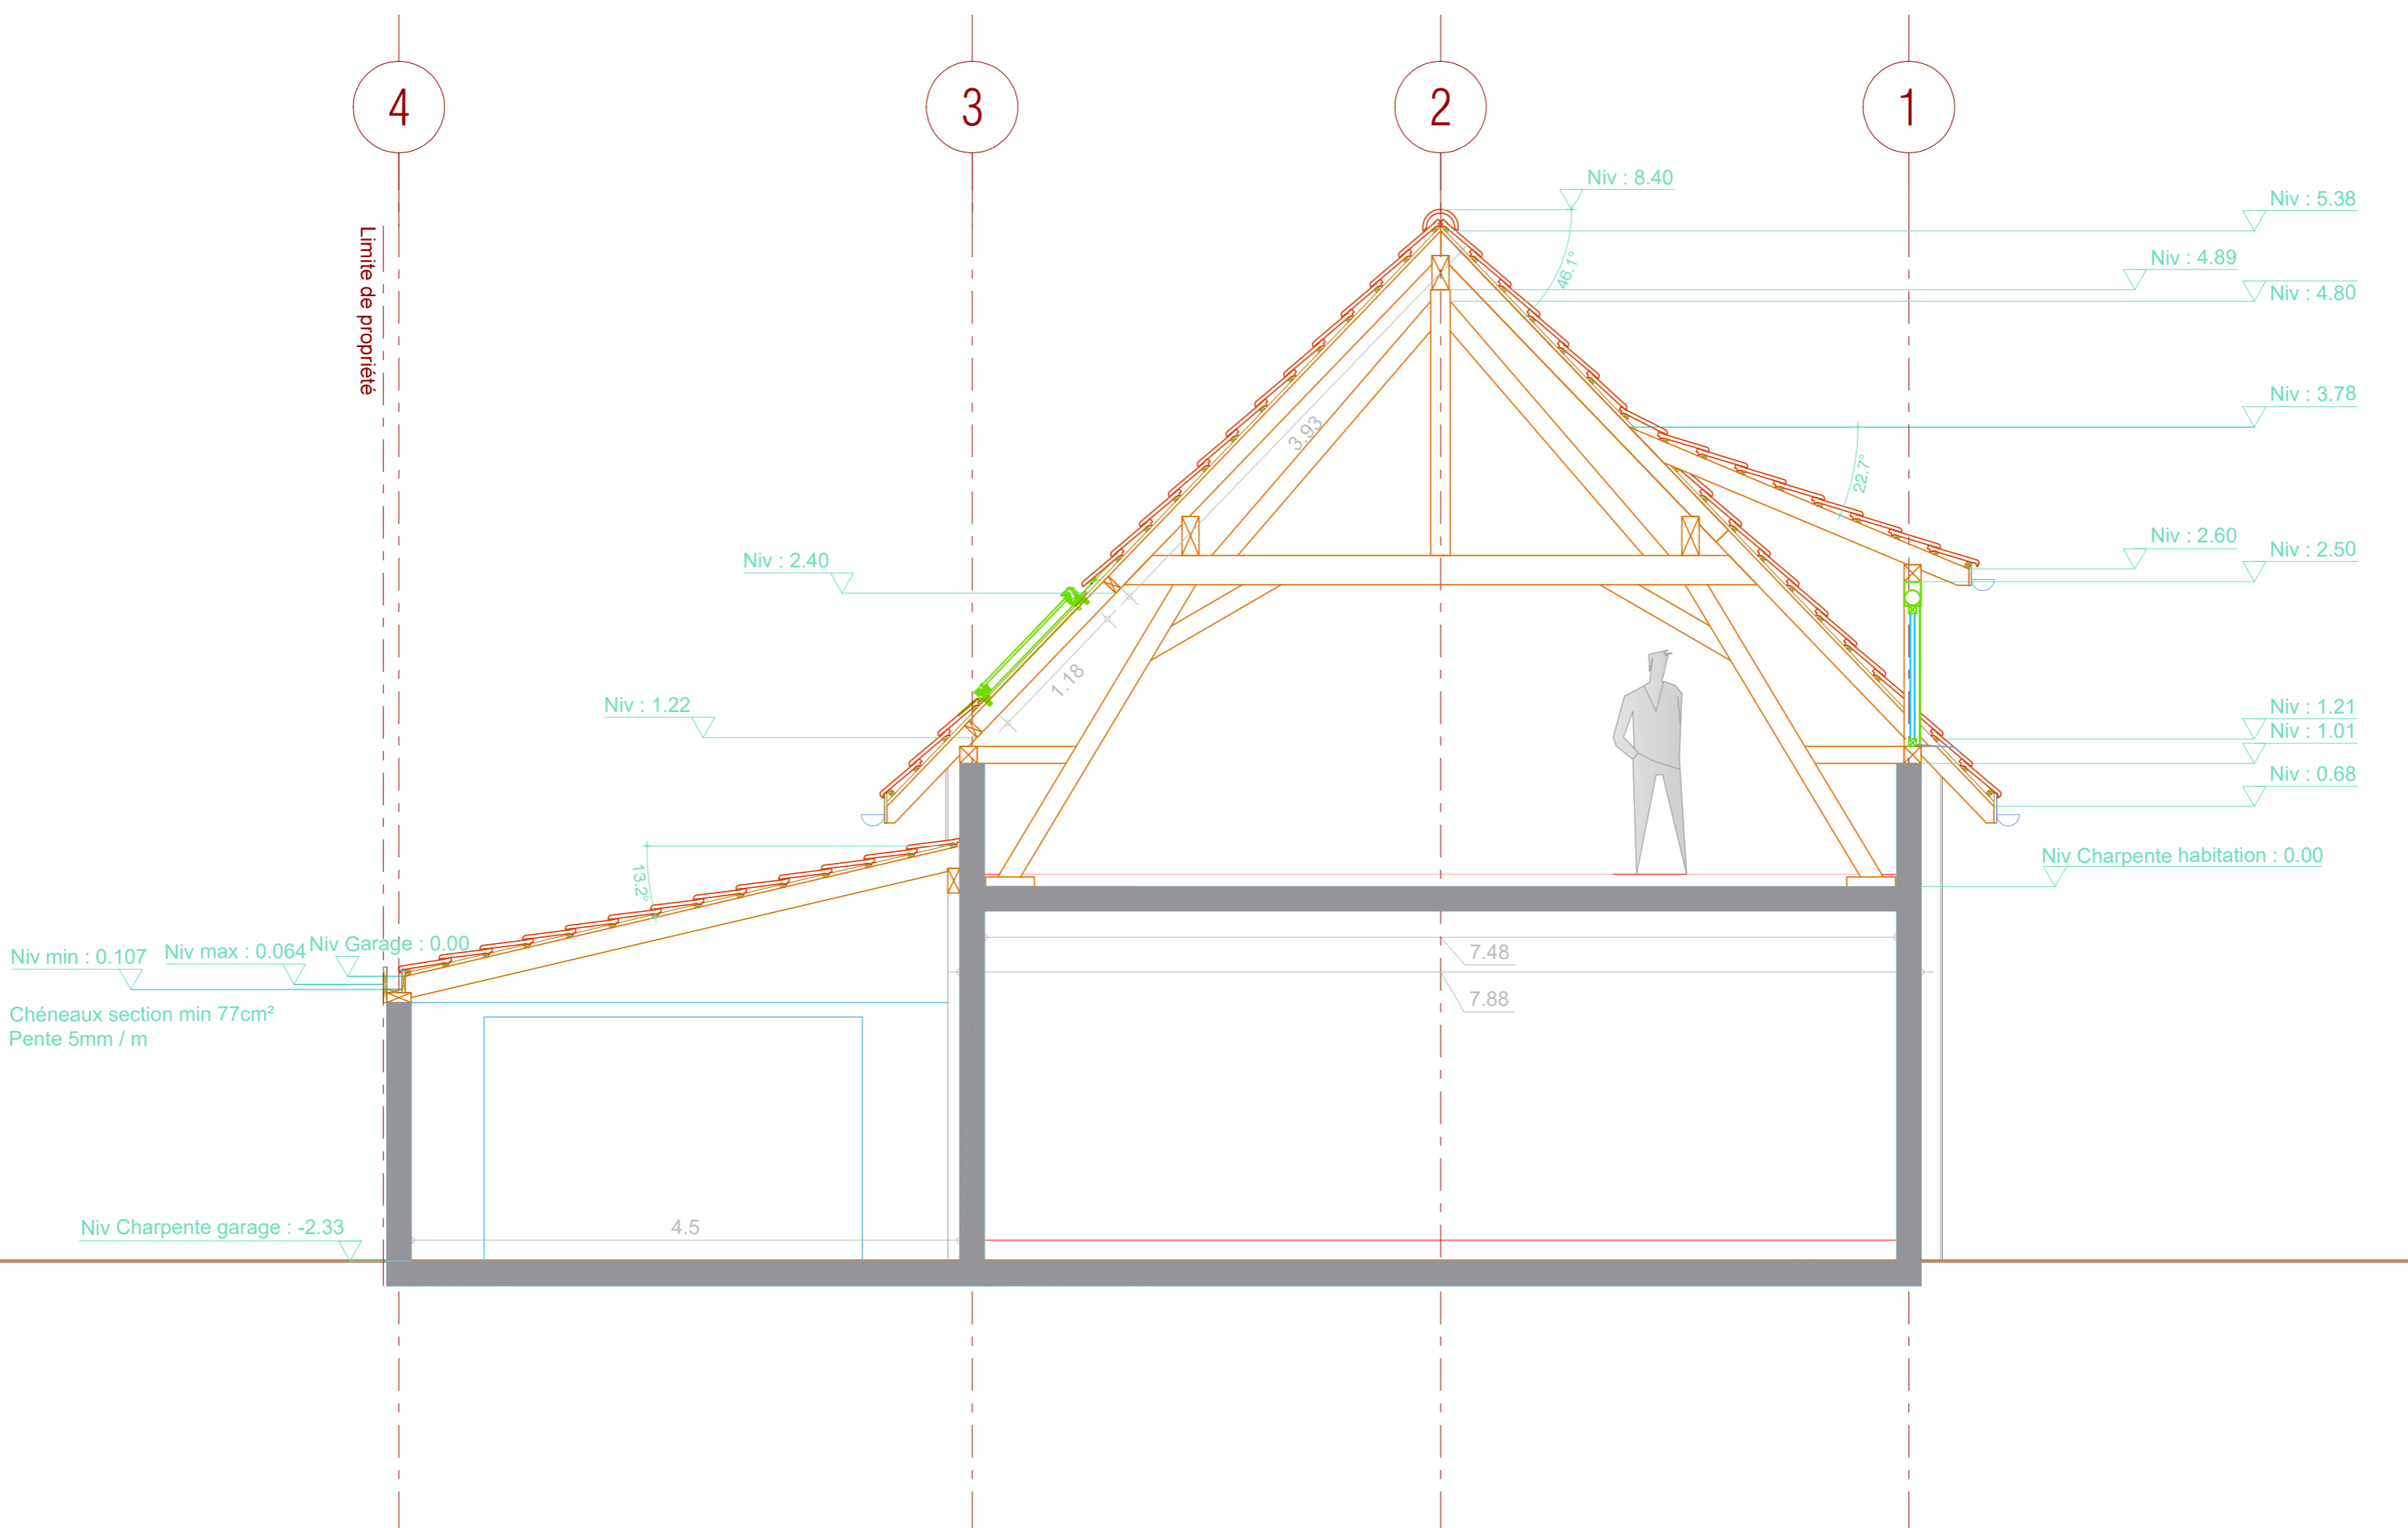 4
3
2
1
Limite de propriété
Niv : 8.40
Niv : 5.38
46.1°
Niv : 4.89
Niv : 4.80
Niv : 3.78
3.93
22.7°
Niv : 2.60
Niv : 2.50
Niv : 2.40
1.18
Niv : 1.22
Niv : 1.21
Niv : 1.01
Niv : 0.68
Niv Charpente habitation : 0.00
13.2°
Niv min : 0.107
Niv max : 0.064
Niv Garage : 0.00
7.48
7.88
Chéneaux section min 77cm²
Pente 5mm / m
Niv Charpente garage : -2.33
4.5